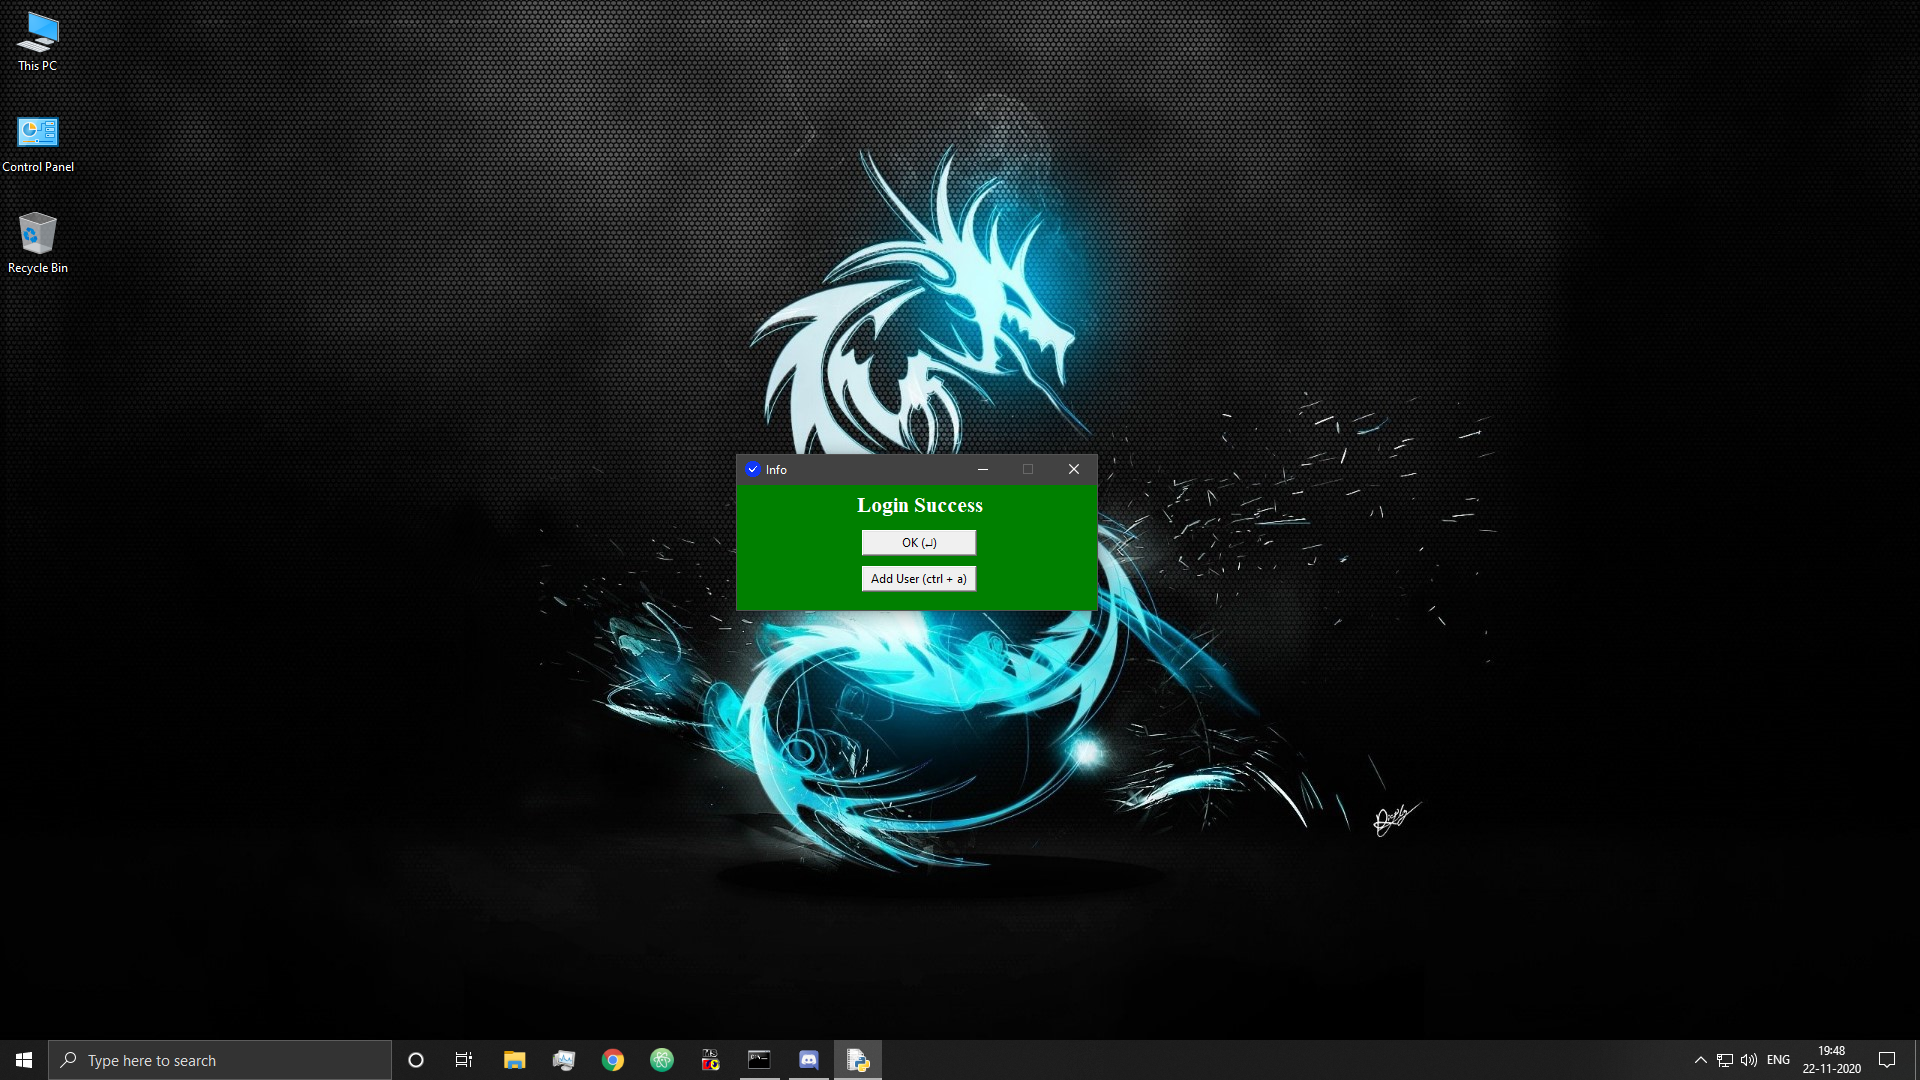 This PC
Control Panel
Recycle Bin
Info
Login Success
OK (↵)
Add User (ctrl + a)
Type here to search
ENG
19:48
22-11-2020